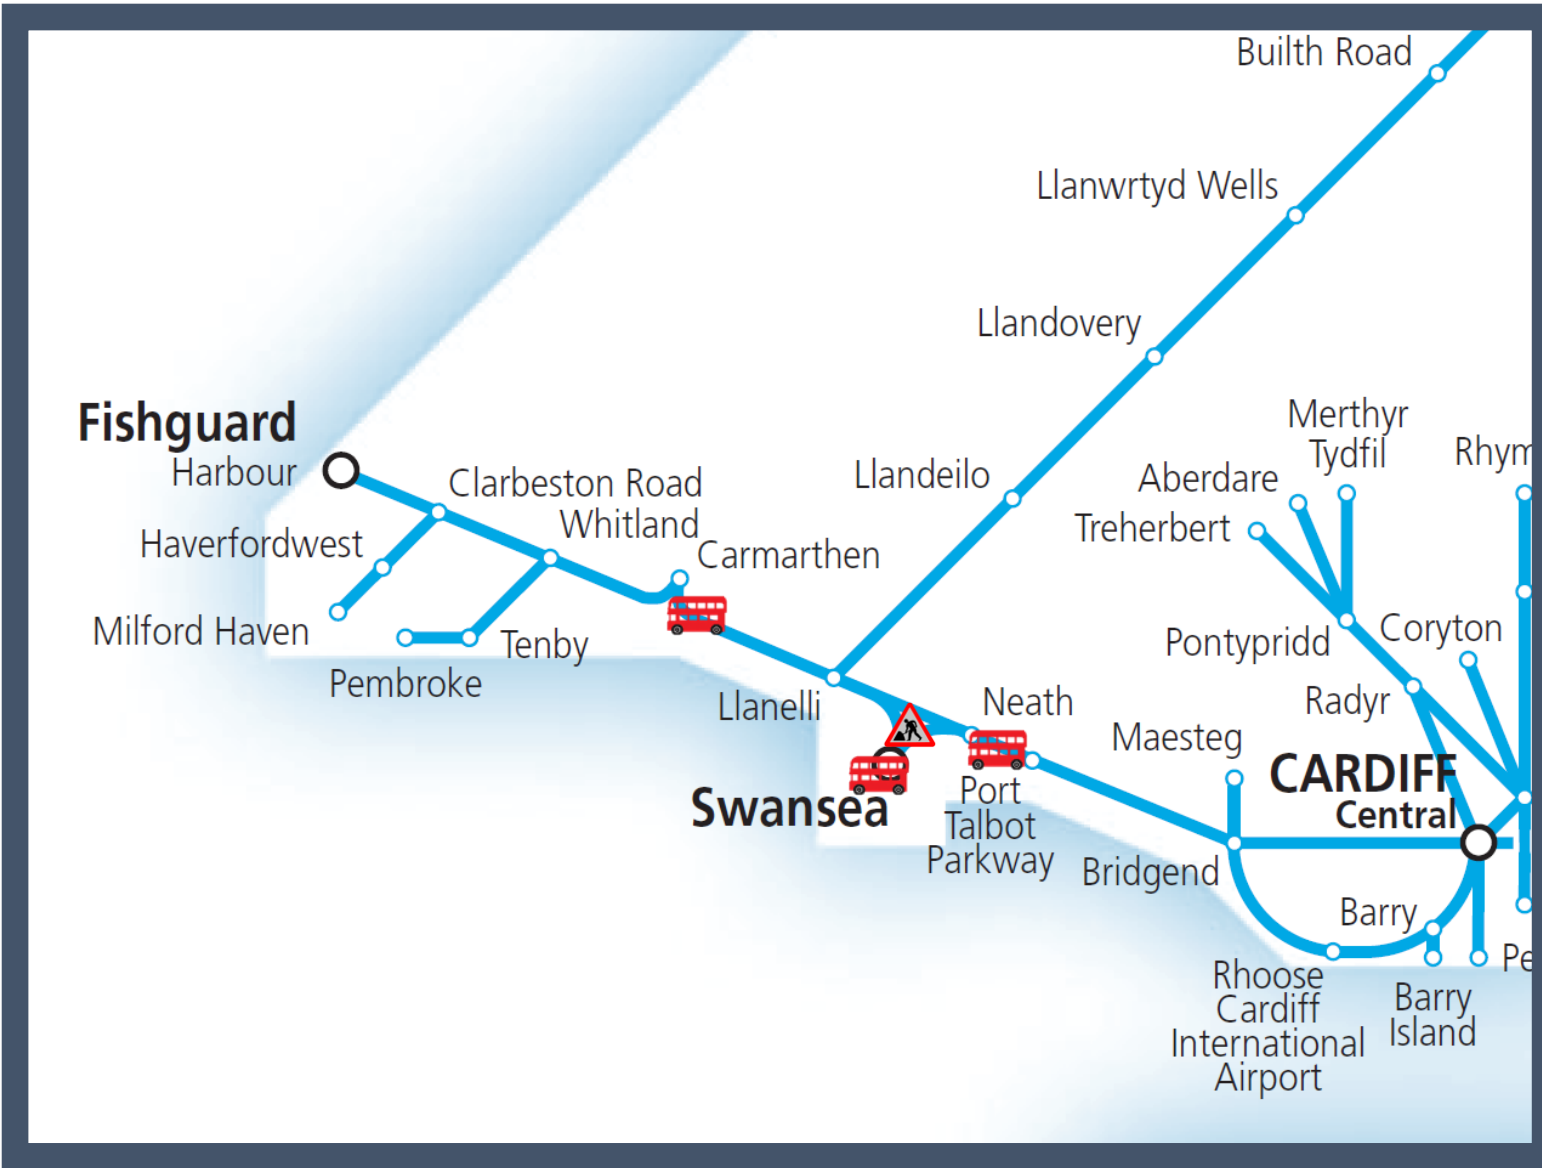 Builth Road
Llanwrtyd Wells
Llandovery
Fishguard
Harbour
Merthyr
Tydfil
Rhym
Llandeilo
Aberdare
Treherbert
Clarbeston Road
Whitland
Haverfordwest
Carmarthen
Milford Haven
Tenby
Pembroke
Pontypridd
Coryton
Radyr
Llanelli
Neath
Maesteg
CARDIFF
Central
Swansea
Port
Talbot
Parkway
Bridgend
Barry
Pe
Rhoose
Cardiff
International
Airport
Barry
Island